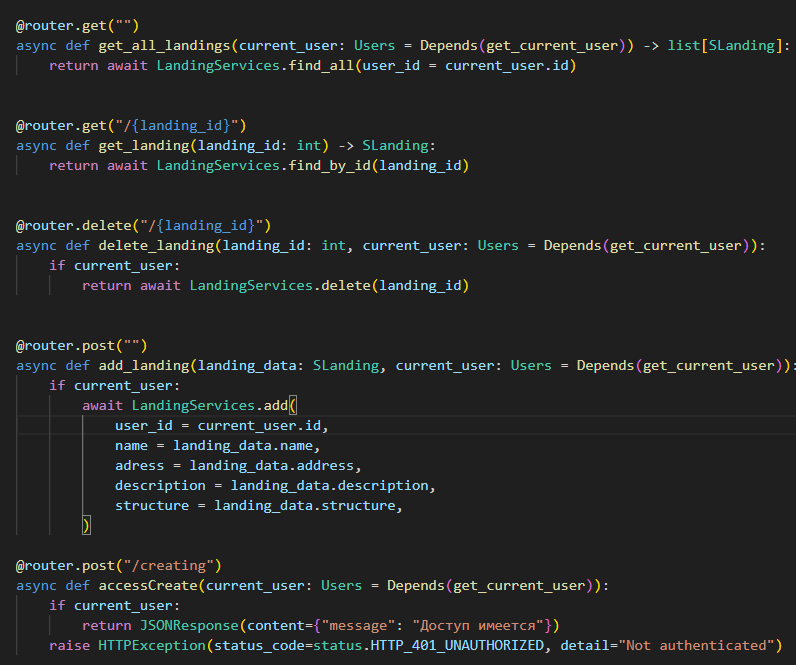 @router.get("")
async def get_all_landings(current_user: Users = Depends(get_current_user)) -> list[SLanding]:
    return await LandingServices.find_all(user_id = current_user.id)
@router.get("/{landing_id}")
async def get_landing(landing_id: int) -> SLanding:
    return await LandingServices.find_by_id(landing_id)
@router.delete("/{landing_id}")
async def delete_landing(landing_id: int, current_user: Users = Depends(get_current_user)):
    if current_user:
        return await LandingServices.delete(landing_id)
@router.post("")
async def add_landing(landing_data: SLanding, current_user: Users = Depends(get_current_user)):
    if current_user:
        await LandingServices.add(
            user_id = current_user.id,
            name = landing_data.name,
            adress = landing_data.address,
            description = landing_data.description,
            structure = landing_data.structure,
        )
@router.post("/creating")
async def accessCreate(current_user: Users = Depends(get_current_user)):
    if current_user:
        return JSONResponse(content={"message": "Доступ имеется"})
    raise HTTPException(status_code=status.HTTP_401_UNAUTHORIZED, detail="Not authenticated")